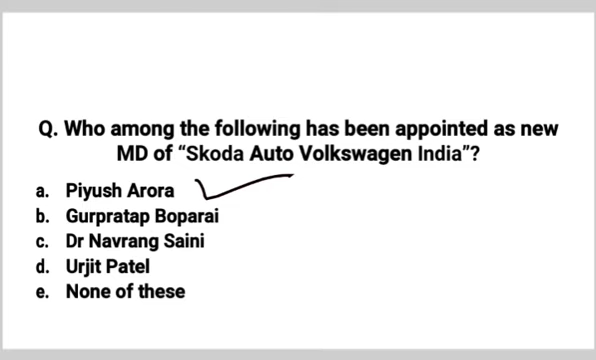 Q. Who among the following has been appointed as new
MD of “Skoda Auto Volkswagen India”?
a. Piyush Arora
b. Gurpratap Boparai
c. Dr Navrang Saini
d. Urjit Patel
e. None of these